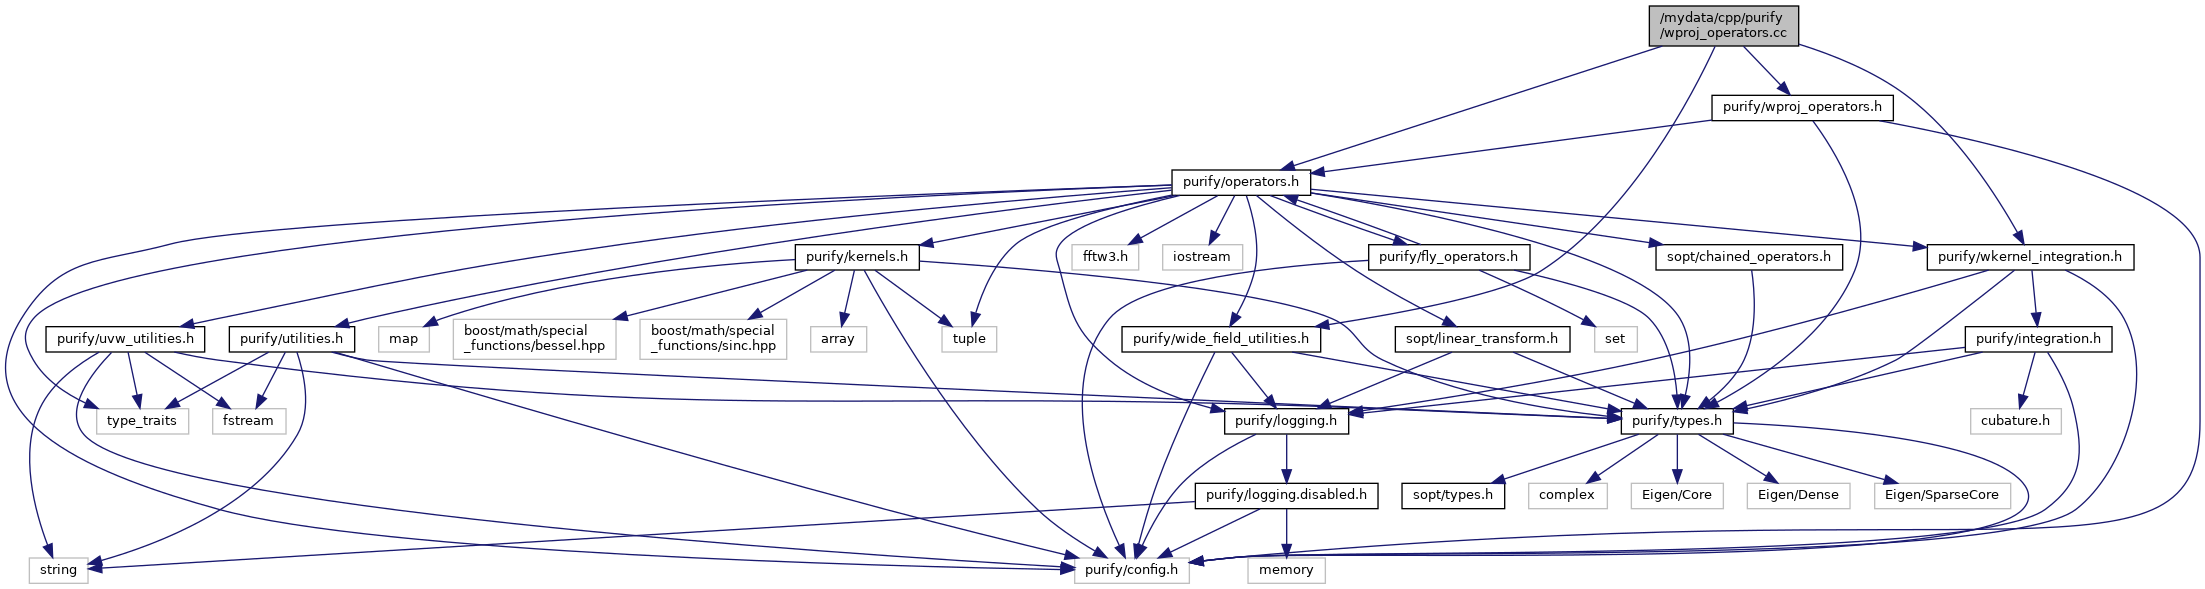 /mydata/cpp/purify
/wproj_operators.cc
purify/wproj_operators.h
purify/operators.h
purify/kernels.h
fftw3.h
iostream
purify/fly_operators.h
sopt/chained_operators.h
purify/wkernel_integration.h
purify/uvw_utilities.h
purify/utilities.h
map
boost/math/special
_functions/bessel.hpp
boost/math/special
_functions/sinc.hpp
array
tuple
purify/wide_field_utilities.h
sopt/linear_transform.h
set
purify/integration.h
type_traits
fstream
purify/logging.h
purify/types.h
cubature.h
purify/logging.disabled.h
sopt/types.h
complex
Eigen/Core
Eigen/Dense
Eigen/SparseCore
string
purify/config.h
memory